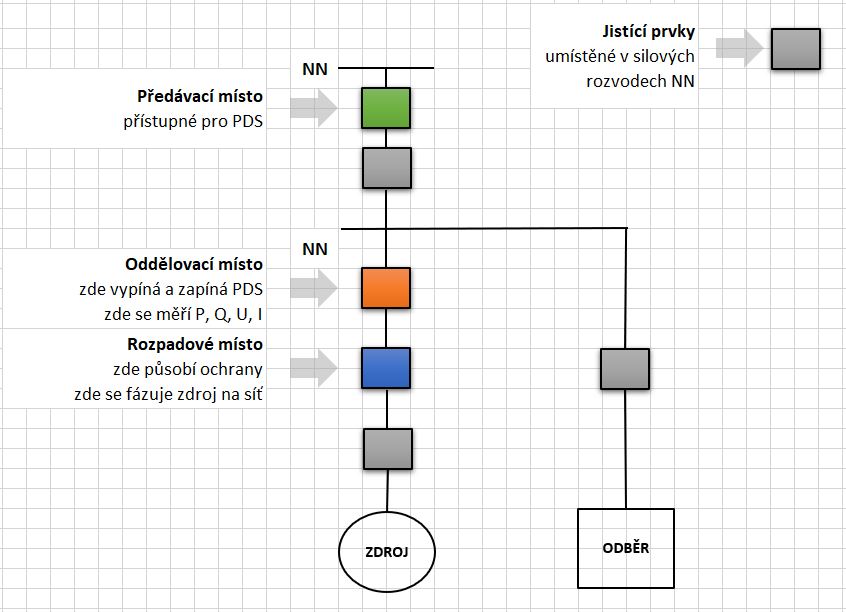 Jistící prvky
umístěné v silových
rozvodech NN
NN
Předávací místo
přístupné pro PDS
NN
Oddělovací místo
zde vypíná a zapíná PDS
zde se měří P, Q, U, I
Rozpadové místo
zde působí ochrany
zde se fázuje zdroj na síť
ZDROJ
ODBĚR